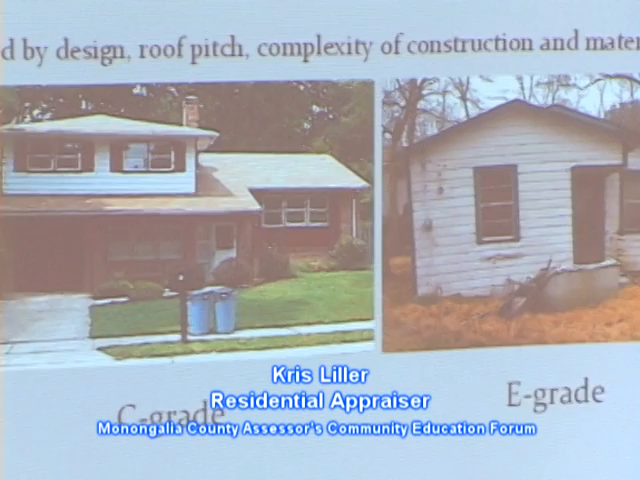 d by design, roof pitch, complexity of construction and mater
Kris Liller
Residential Appraiser
E-grade
C-grade
Monongalia County Assessor's Community Education Forum